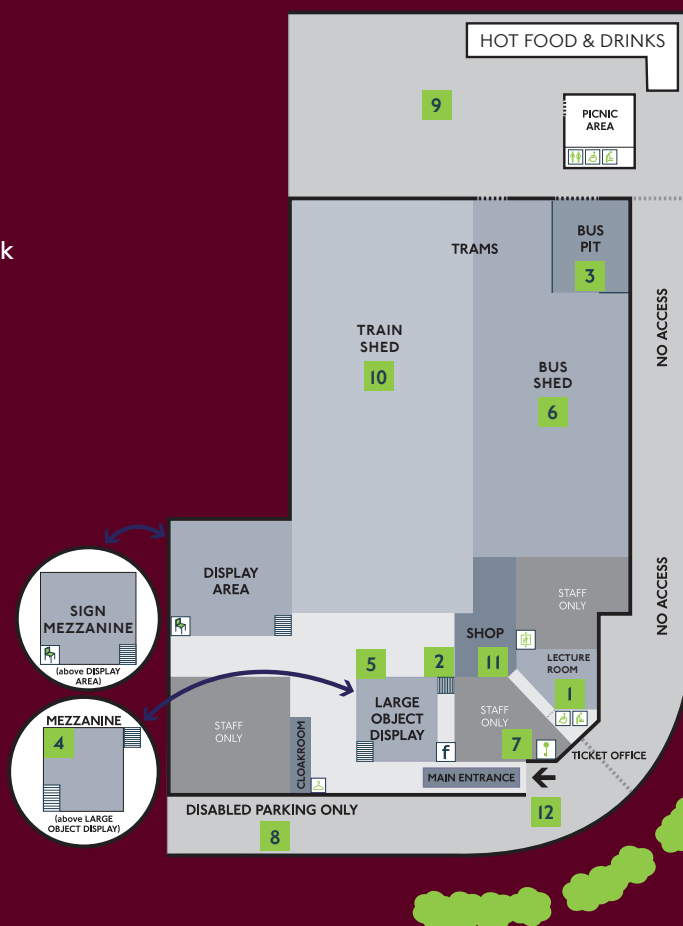 HOT FOOD & DRINKS
9
PICNIC
AREA
k
TRAMS
BUS
PIT
3
NO ACCESS
TRAIN
SHED
10
BUS
SHED
6
DISPLAY
AREA
STAFF
ONLY
NO ACCESS
SIGN
MEZZANINE
(above DISPLAY
AREA)
SHOP
11
5
2
LECTURE
ROOM
1
LARGE
OBJECT
DISPLAY
STAFF
ONLY
7
STAFF
ONLY
MEZZANINE
4
(above LARGE
OBJECT DISPLAY)
CLOAKROOM
f
TICKET OFFICE
MAIN ENTRANCE
12
DISABLED PARKING ONLY
8